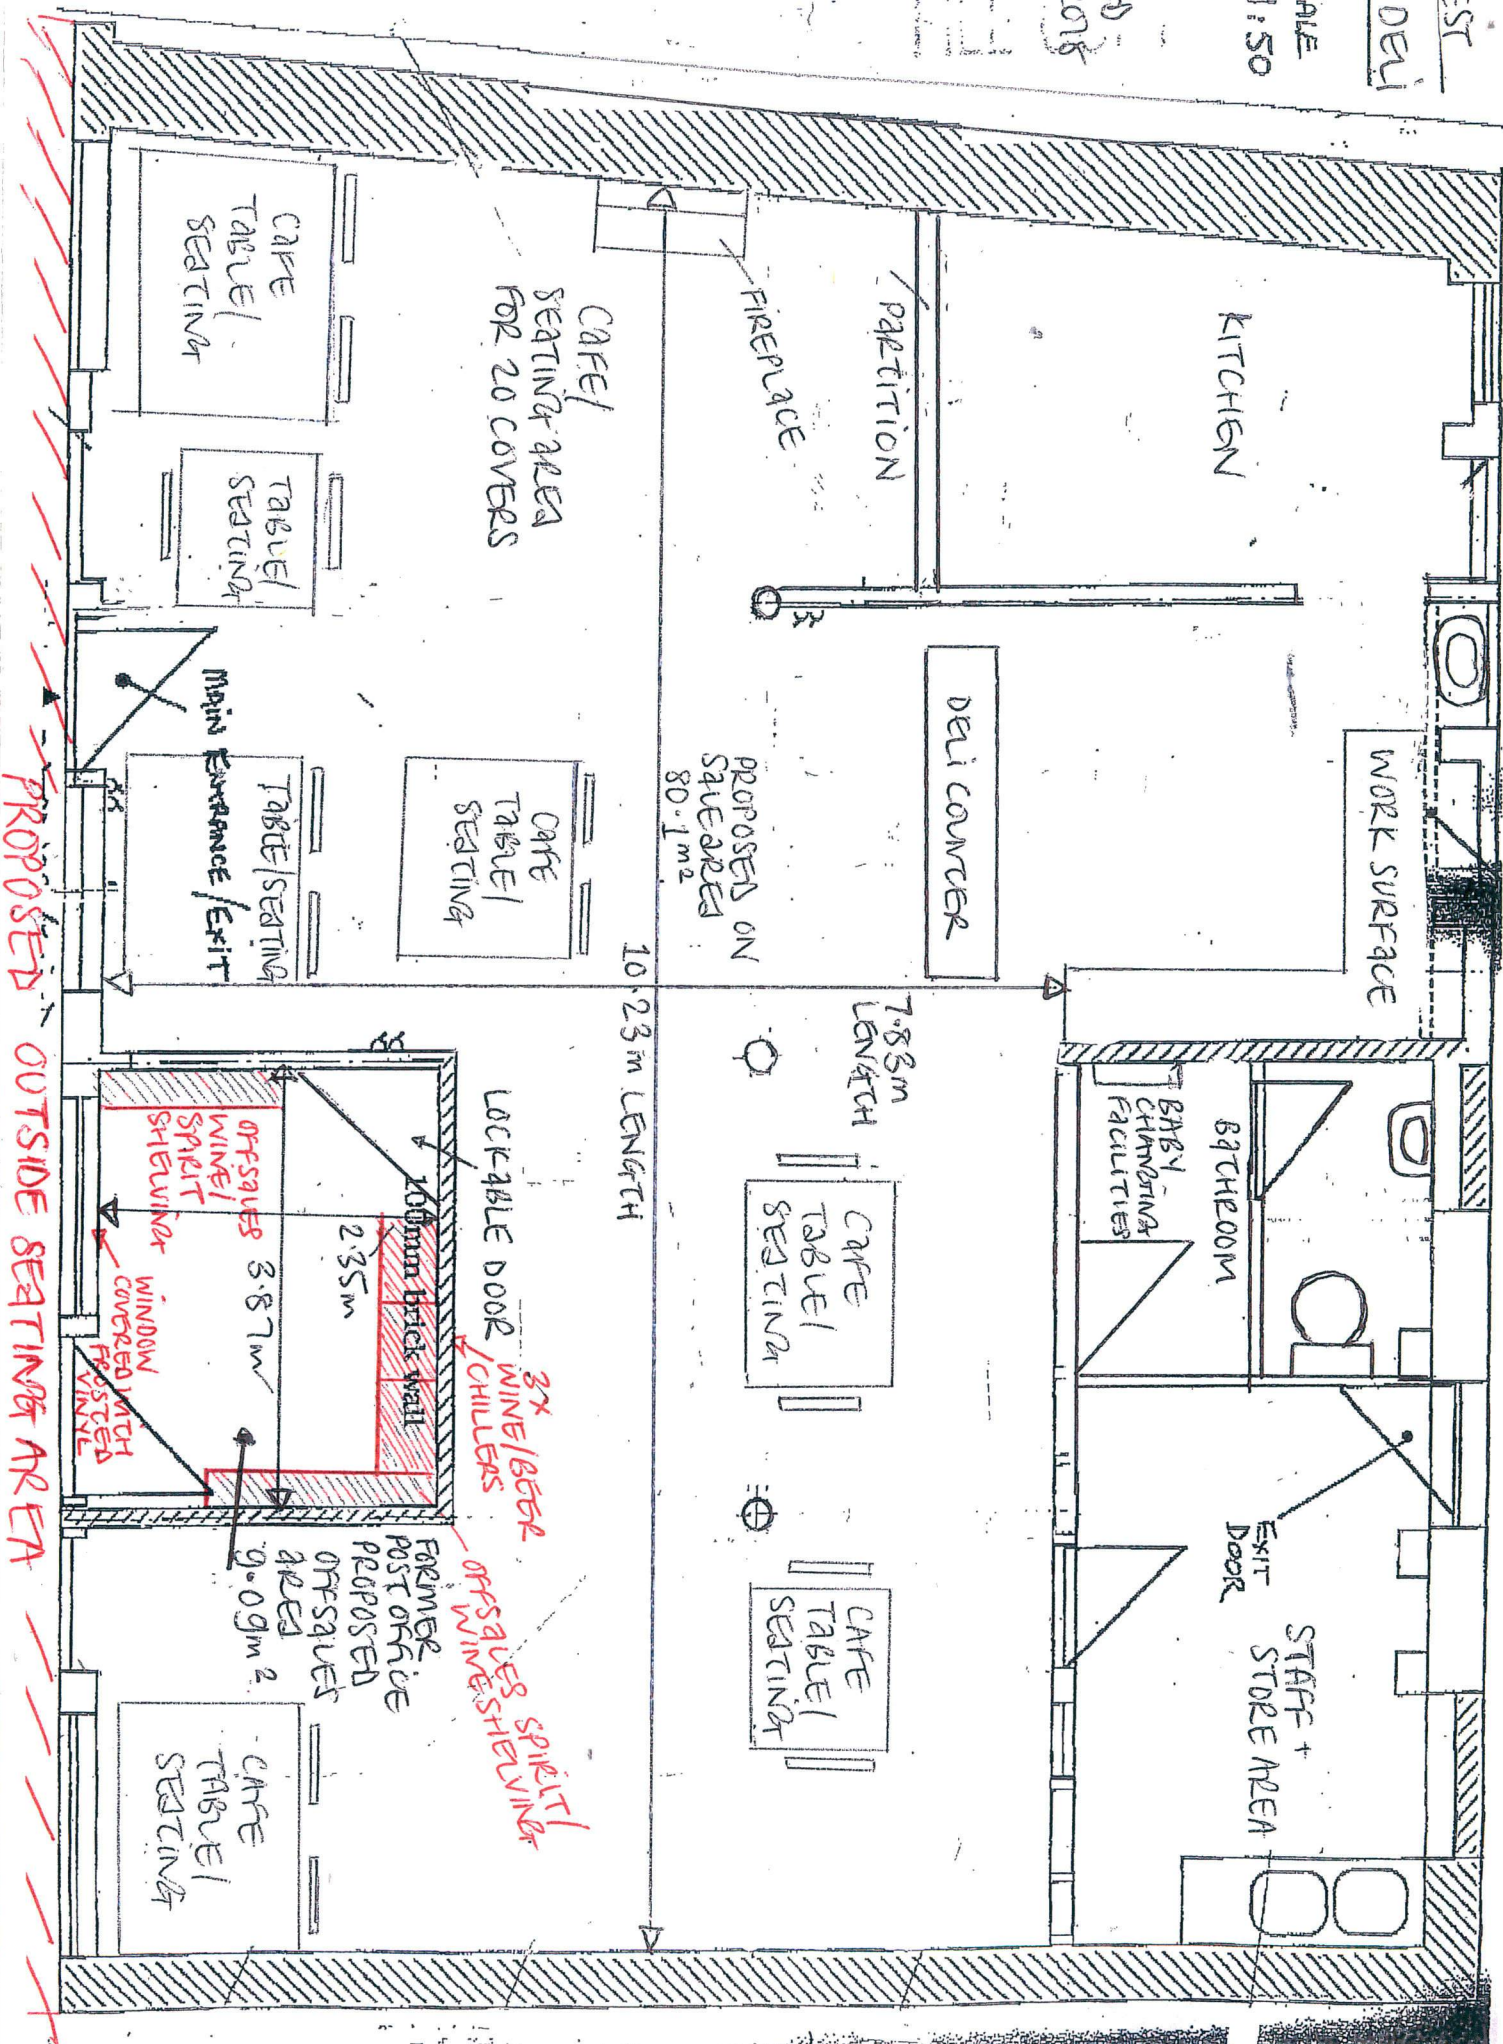 EST
DELI
ALE
1:50
2018
KITCHEN
WORK SURFACE
PARTITION
FIREPLACE
DELI COUNTER
BATHROOM
BABY
CHANGING
FACILITIES
EXIT
DOOR
STAFF +
STORE AREA
CAFE/
SEATING AREA
FOR 20 COVERS
PROPOSED ON
SALE AREA
80.1m²
7.83m
LENGTH
10.23m LENGTH
CAFE
TABLE/
SEATING
CAFE
TABLE/
SEATING
CAFE
TABLE/
SEATING
TABLE/
SEATING
MAIN ENTRANCE/EXIT
TABLE/SEATING
CAFE
TABLE/
SEATING
LOCKABLE DOOR
100mm brick wall
2.35m
3.87m
OFFSALES
WINE/
SPIRIT
SHELVING
WINDOW
COVERED WITH
FROSTED
VINYL
3X
WINE/BEER
CHILLERS
OFFSALES SPIRIT/
WINE SHELVING
FORMER
POST OFFICE
PROPOSED
OFFSALES
AREA
9.09m²
CAFE
TABLE/
SEATING
PROPOSED OUTSIDE SEATING AREA